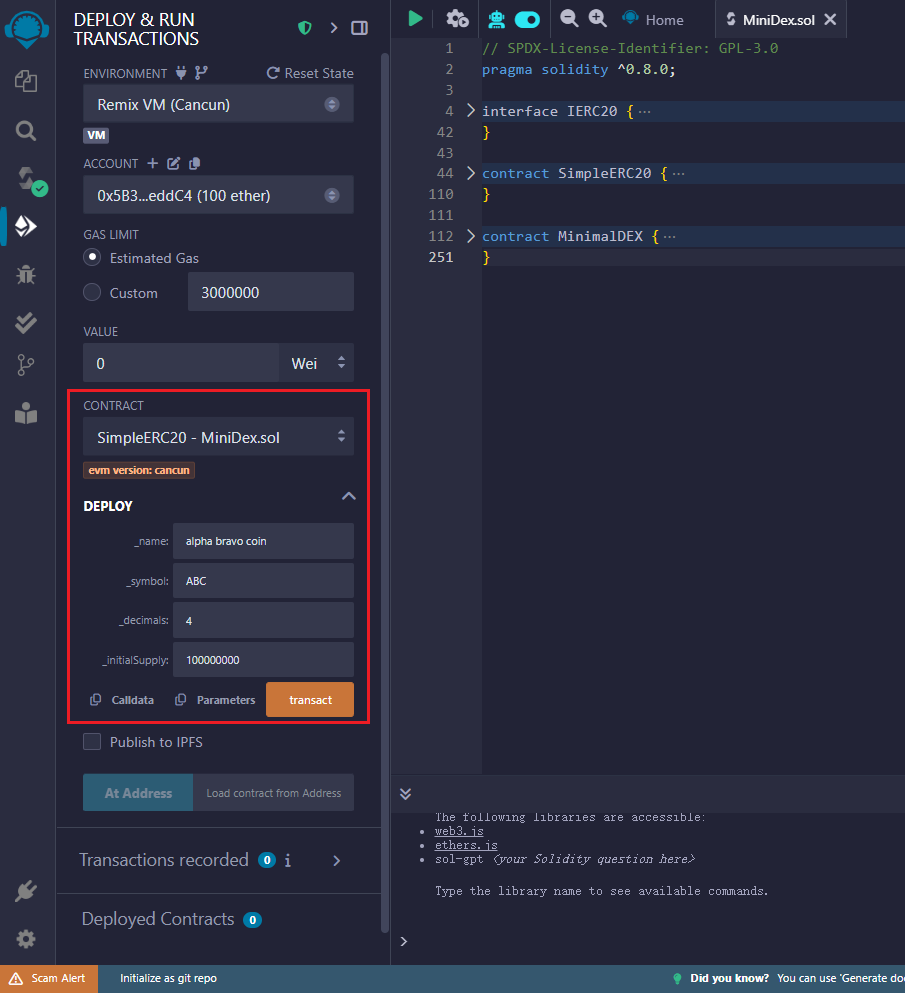 DEPLOY & RUN
TRANSACTIONS
ENVIRONMENT
Reset State
Remix VM (Cancun)
VM
ACCOUNT
0x5B3...eddC4 (100 ether)
GAS LIMIT
Estimated Gas
Custom
3000000
VALUE
0
Wei
CONTRACT
SimpleERC20 - MiniDex.sol
evm version: cancun
DEPLOY
_name:
alpha bravo coin
_symbol:
ABC
_decimals:
4
_initialSupply:
100000000
Calldata
Parameters
transact
Publish to IPFS
At Address
Load contract from Address
Transactions recorded
0
i
Deployed Contracts
0
Home
MiniDex.sol
1 // SPDX-License-Identifier: GPL-3.0
2 pragma solidity ^0.8.0;
3
4 interface IERC20 { ···
42 }
43
44 contract SimpleERC20 { ···
110 }
111
112 contract MinimalDEX { ···
251 }
The following libraries are accessible:
• web3.js
• ethers.js
• sol-gpt <your Solidity question here>
Type the library name to see available commands.
>
Scam Alert
Initialize as git repo
Did you know? You can use 'Generate doc